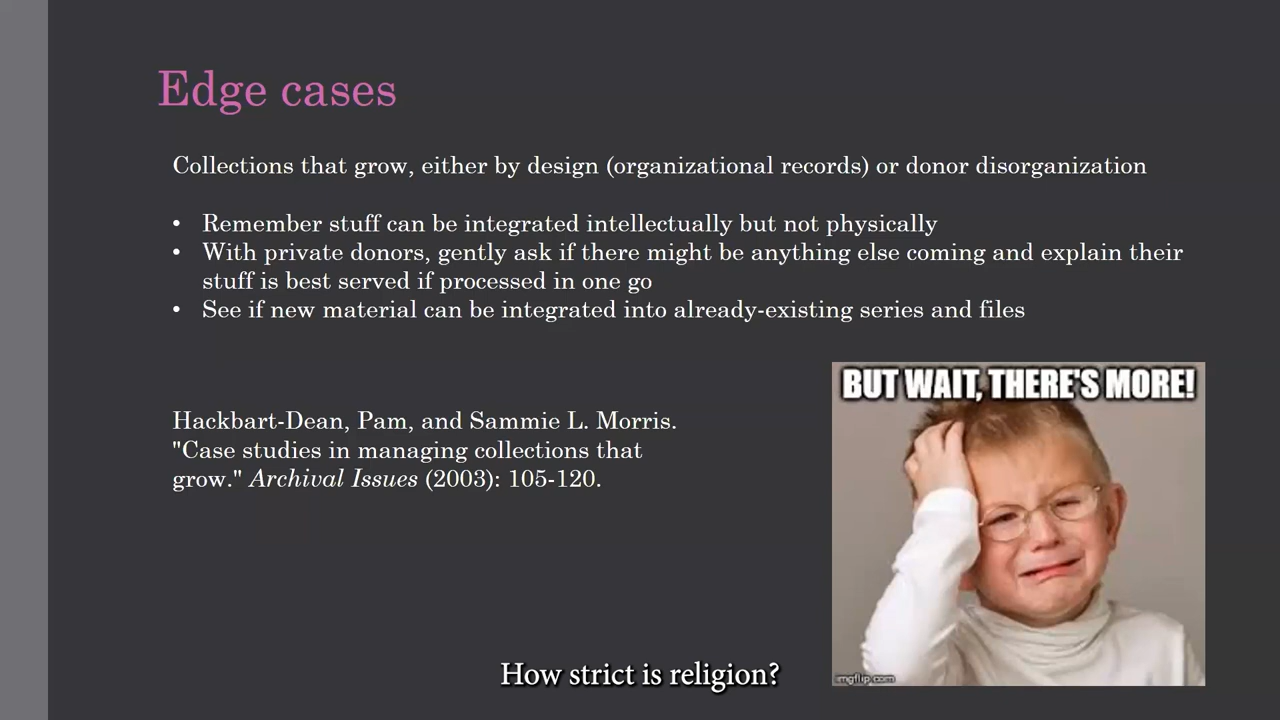 Edge cases
Collections that grow, either by design (organizational records) or donor disorganization
• Remember stuff can be integrated intellectually but not physically
• With private donors, gently ask if there might be anything else coming and explain their
stuff is best served if processed in one go
• See if new material can be integrated into already-existing series and files
Hackbart-Dean, Pam, and Sammie L. Morris.
"Case studies in managing collections that
grow." Archival Issues (2003): 105-120.
BUT WAIT, THERE'S MORE!
imgflip.com
How strict is religion?